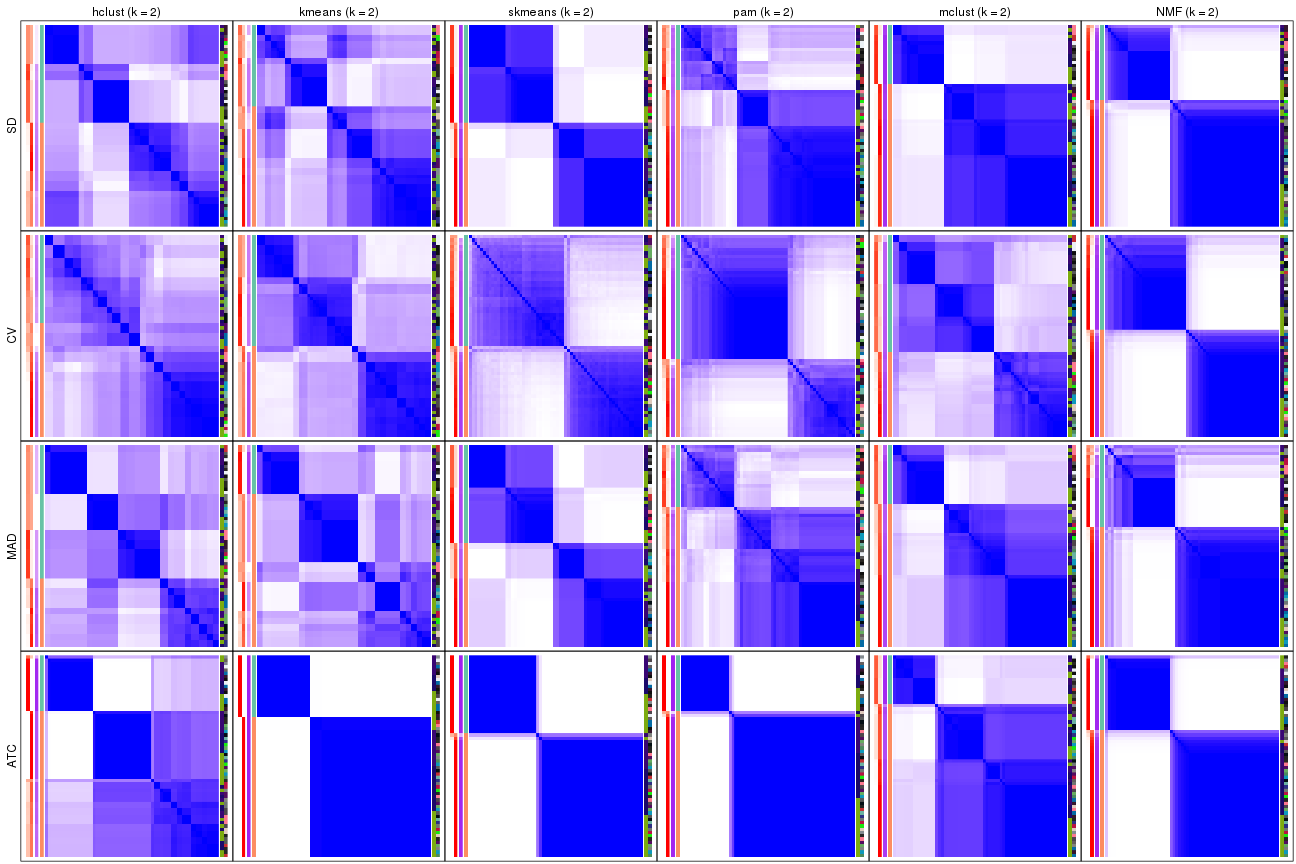 hclust (k = 2) kmeans (k = 2) skmeans (k = 2) pam (k = 2) mclust (k = 2) NMF (k = 2)
SD
CV
MAD
ATC